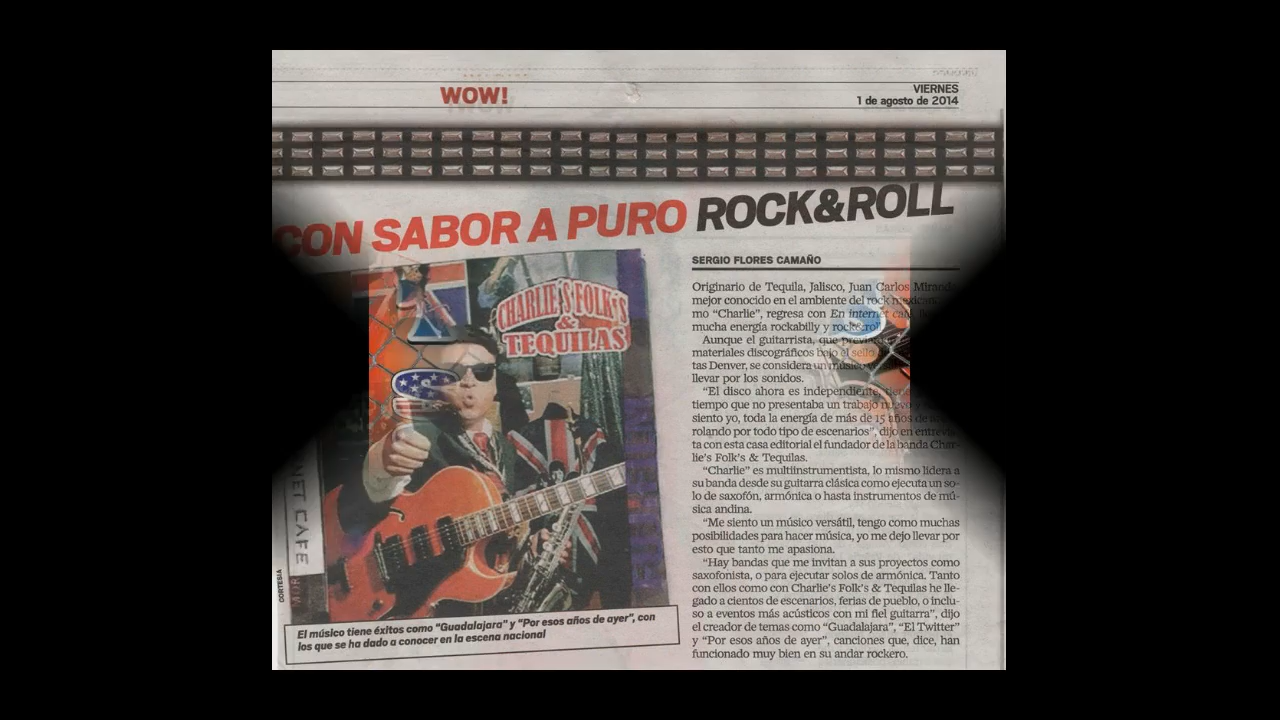 WOW!
VIERNES
1 de agosto de 2014
CON SABOR A PURO ROCK&ROLL
CHARLIE'S FOLK'S
&
TEQUILAS
NET CAFE
CORTESÍA
El músico tiene éxitos como "Guadalajara" y "Por esos años de ayer", con
los que se ha dado a conocer en la escena nacional
SERGIO FLORES CAMAÑO
Originario de Tequila, Jalisco, Juan Carlos
mejor conocido en el ambiente del rock
mo "Charlie", regresa con En internet
mucha energía rockabilly y rock&roll
Aunque el guitarrista, que
materiales discográficos bajo el sello
tas Denver, se considera un músico
llevar por los sonidos.
"El disco ahora es independiente,
tiempo que no presentaba un trabajo nuevo
siento yo, toda la energía de más de 15 años de
rolando por todo tipo de escenarios", dijo en entrevis-
ta con esta casa editorial el fundador de la banda Char-
lie's Folk's & Tequilas.
"Charlie" es multiinstrumentista, lo mismo lidera a
su banda desde su guitarra clásica como ejecuta un so-
lo de saxofón, armónica o hasta instrumentos de mú-
sica andina.
"Me siento un músico versátil, tengo como muchas
posibilidades para hacer música, yo me dejo llevar por
esto que tanto me apasiona.
"Hay bandas que me invitan a sus proyectos como
saxofonista, o para ejecutar solos de armónica. Tanto
con ellos como con Charlie's Folk's & Tequilas he lle-
gado a cientos de escenarios, ferias de pueblo, o inclu-
so a eventos más acústicos con mi fiel guitarra", dijo
el creador de temas como "Guadalajara", "El Twitter"
y "Por esos años de ayer", canciones que, dice, han
funcionado muy bien en su andar rockero.